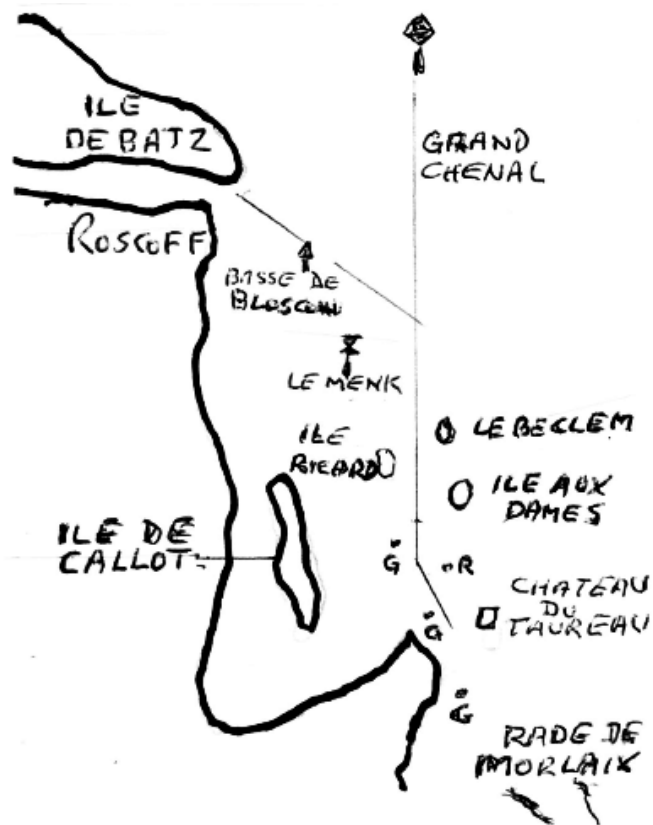 ILE
DE BATZ
GRAND
CHENAL
ROSCOFF
BASSE DE
BLOSCON
LE MENK
LE BECLEM
ILE
RICARD
ILE AUX
DAMES
ILE DE
CALLOT
G
R
CHATEAU
DU
TAUREAU
G
G
RADE DE
MORLAIX